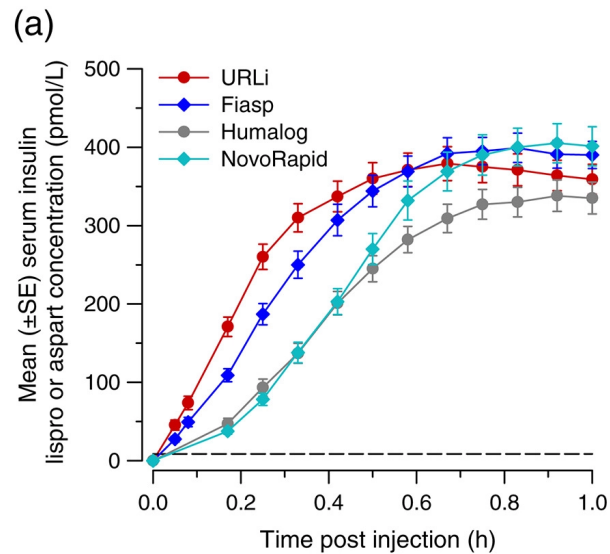 (a)
Mean (±SE) serum insulin
lispro or aspart concentration (pmol/L)
500
400
300
200
100
0
URLi
Fiasp
Humalog
NovoRapid
0.0 0.2 0.4 0.6 0.8 1.0
Time post injection (h)